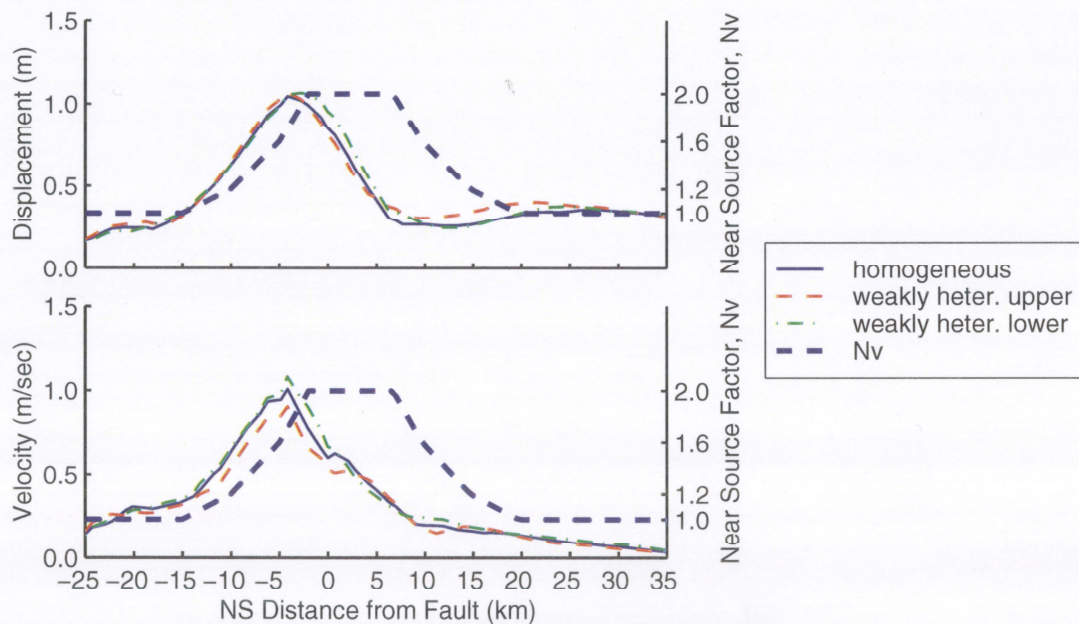 1.5
1.0
0.5
0.0
Displacement (m)
2.0
1.6
1.2
1.0
Near Source Factor, Nv
1.5
1.0
0.5
0.0
Velocity (m/sec)
2.0
1.6
1.2
1.0
Near Source Factor, Nv
-25 -20 -15 -10 -5 0 5 10 15 20 25 30 35
NS Distance from Fault (km)
homogeneous
weakly heter. upper
weakly heter. lower
Nv